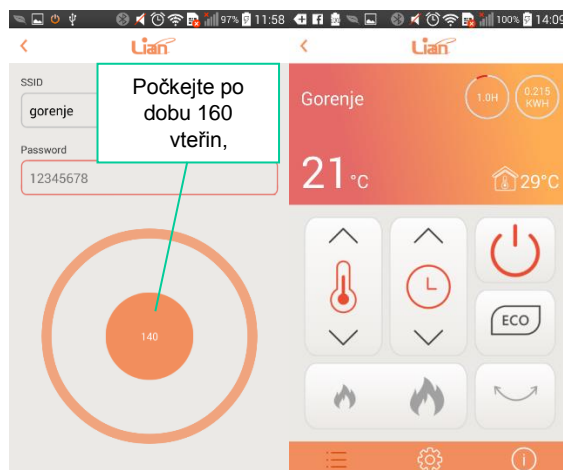 97% 11:58
100% 14:09
Lian
Lian
SSID
gorenje
Password
12345678
Počkejte po
dobu 160
vteřin,
140
Gorenje
1.0H
0.215
KWH
21°C
29°C
L
ECO